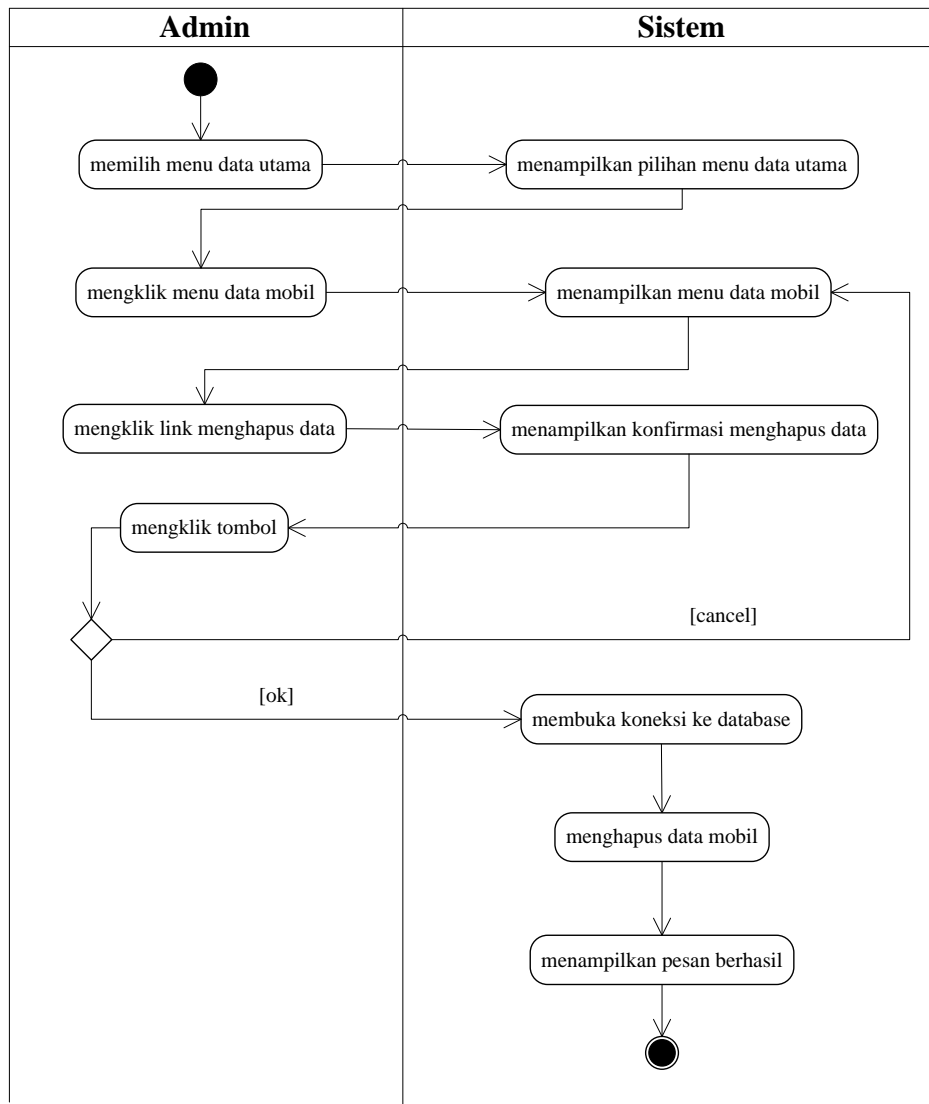 Admin
Sistem
memilih menu data utama
menampilkan pilihan menu data utama
mengklik menu data mobil
menampilkan menu data mobil
mengklik link menghapus data
menampilkan konfirmasi menghapus data
mengklik tombol
[cancel]
[ok]
membuka koneksi ke database
menghapus data mobil
menampilkan pesan berhasil